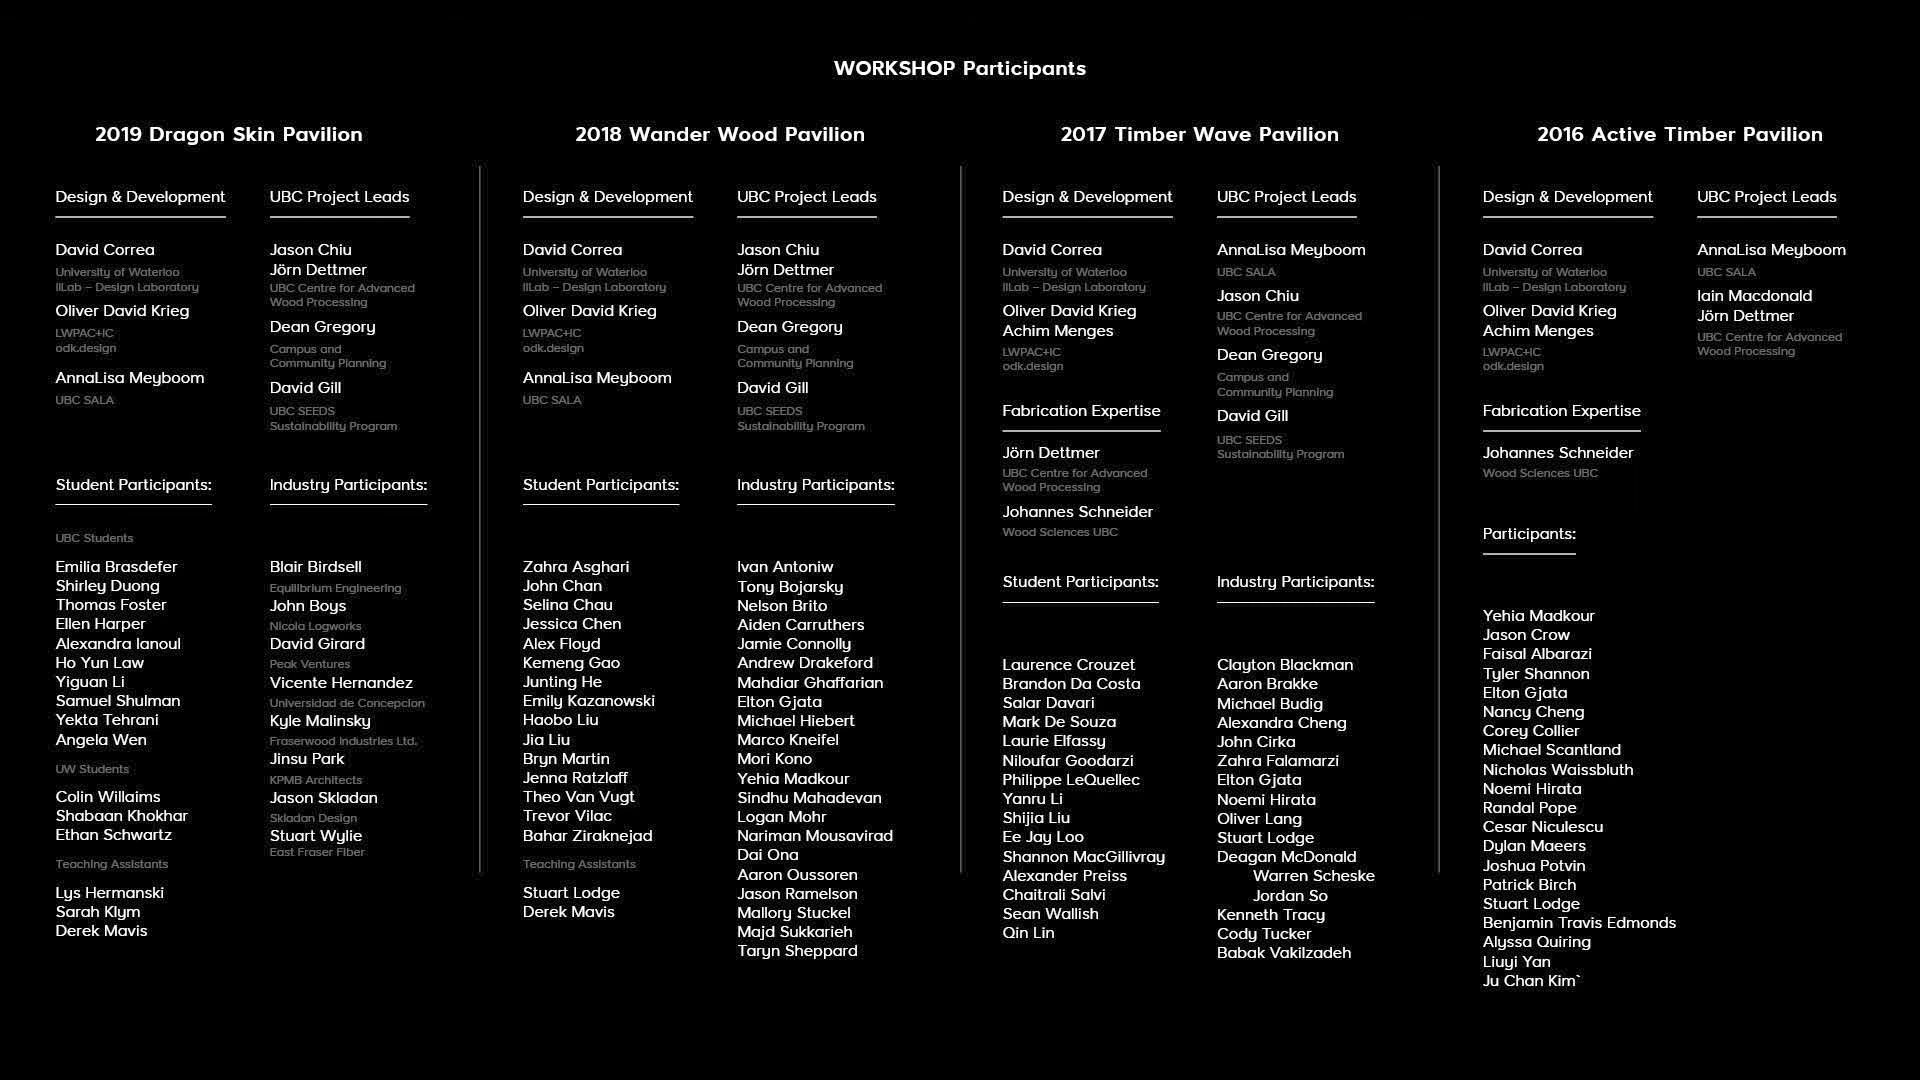 WORKSHOP Participants
2019 Dragon Skin Pavilion
Design & Development
David Correa
University of Waterloo
llLab – Design Laboratory
Oliver David Krieg
LWPAC+IC
odk.design
AnnaLisa Meyboom
UBC SALA
UBC Project Leads
Jason Chiu
Jörn Dettmer
UBC Centre for Advanced
Wood Processing
Dean Gregory
Campus and
Community Planning
David Gill
UBC SEEDS
Sustainability Program
Student Participants:
UBC Students
Emilia Brasdefer
Shirley Duong
Thomas Foster
Ellen Harper
Alexandra Ianoul
Ho Yun Law
Yiguan Li
Samuel Shulman
Yekta Tehrani
Angela Wen
UW Students
Colin Willaims
Shabaan Khokhar
Ethan Schwartz
Teaching Assistants
Lys Hermanski
Sarah Klym
Derek Mavis
Industry Participants:
Blair Birdsell
Equilibrium Engineering
John Boys
Nicola Logworks
David Girard
Peak Ventures
Vicente Hernandez
Universidad de Concepcion
Kyle Malinsky
Fraserwood Industries Ltd.
Jinsu Park
KPMB Architects
Jason Skladan
Skladan Design
Stuart Wylie
East Fraser Fiber
2018 Wander Wood Pavilion
Design & Development
David Correa
University of Waterloo
llLab – Design Laboratory
Oliver David Krieg
LWPAC+IC
odk.design
AnnaLisa Meyboom
UBC SALA
UBC Project Leads
Jason Chiu
Jörn Dettmer
UBC Centre for Advanced
Wood Processing
Dean Gregory
Campus and
Community Planning
David Gill
UBC SEEDS
Sustainability Program
Student Participants:
Zahra Asghari
John Chan
Selina Chau
Jessica Chen
Alex Floyd
Kemeng Gao
Junting He
Emily Kazanowski
Haobo Liu
Jia Liu
Bryn Martin
Jenna Ratzlaff
Theo Van Vugt
Trevor Vilac
Bahar Ziraknejad
Teaching Assistants
Stuart Lodge
Derek Mavis
Industry Participants:
Ivan Antoniw
Tony Bojarsky
Nelson Brito
Aiden Carruthers
Jamie Connolly
Andrew Drakeford
Mahdiar Ghaffarian
Elton Gjata
Michael Hiebert
Marco Kneifel
Mori Kono
Yehia Madkour
Sindhu Mahadevan
Logan Mohr
Nariman Mousavirad
Dai Ona
Aaron Oussoren
Jason Ramelson
Mallory Stuckel
Majd Sukkarieh
Taryn Sheppard
2017 Timber Wave Pavilion
Design & Development
David Correa
University of Waterloo
llLab – Design Laboratory
Oliver David Krieg
Achim Menges
LWPAC+IC
odk.design
Fabrication Expertise
Jörn Dettmer
UBC Centre for Advanced
Wood Processing
Johannes Schneider
Wood Sciences UBC
UBC Project Leads
AnnaLisa Meyboom
UBC SALA
Jason Chiu
UBC Centre for Advanced
Wood Processing
Dean Gregory
Campus and
Community Planning
David Gill
UBC SEEDS
Sustainability Program
Student Participants:
Laurence Crouzet
Brandon Da Costa
Salar Davari
Mark De Souza
Laurie Elfassy
Niloufar Goodarzi
Philippe LeQuellec
Yanru Li
Shijia Liu
Ee Jay Loo
Shannon MacGillivray
Alexander Preiss
Chaitrali Salvi
Sean Wallish
Qin Lin
Industry Participants:
Clayton Blackman
Aaron Brakke
Michael Budig
Alexandra Cheng
John Cirka
Zahra Falamarzi
Elton Gjata
Noemi Hirata
Oliver Lang
Stuart Lodge
Deagan McDonald
Warren Scheske
Jordan So
Kenneth Tracy
Cody Tucker
Babak Vakilzadeh
2016 Active Timber Pavilion
Design & Development
David Correa
University of Waterloo
llLab – Design Laboratory
Oliver David Krieg
Achim Menges
LWPAC+IC
odk.design
Fabrication Expertise
Johannes Schneider
Wood Sciences UBC
UBC Project Leads
AnnaLisa Meyboom
UBC SALA
Iain Macdonald
Jörn Dettmer
UBC Centre for Advanced
Wood Processing
Participants:
Yehia Madkour
Jason Crow
Faisal Albarazi
Tyler Shannon
Elton Gjata
Nancy Cheng
Corey Collier
Michael Scantland
Nicholas Waissbluth
Noemi Hirata
Randal Pope
Cesar Niculescu
Dylan Maeers
Joshua Potvin
Patrick Birch
Stuart Lodge
Benjamin Travis Edmonds
Alyssa Quiring
Liuyi Yan
Ju Chan Kim`